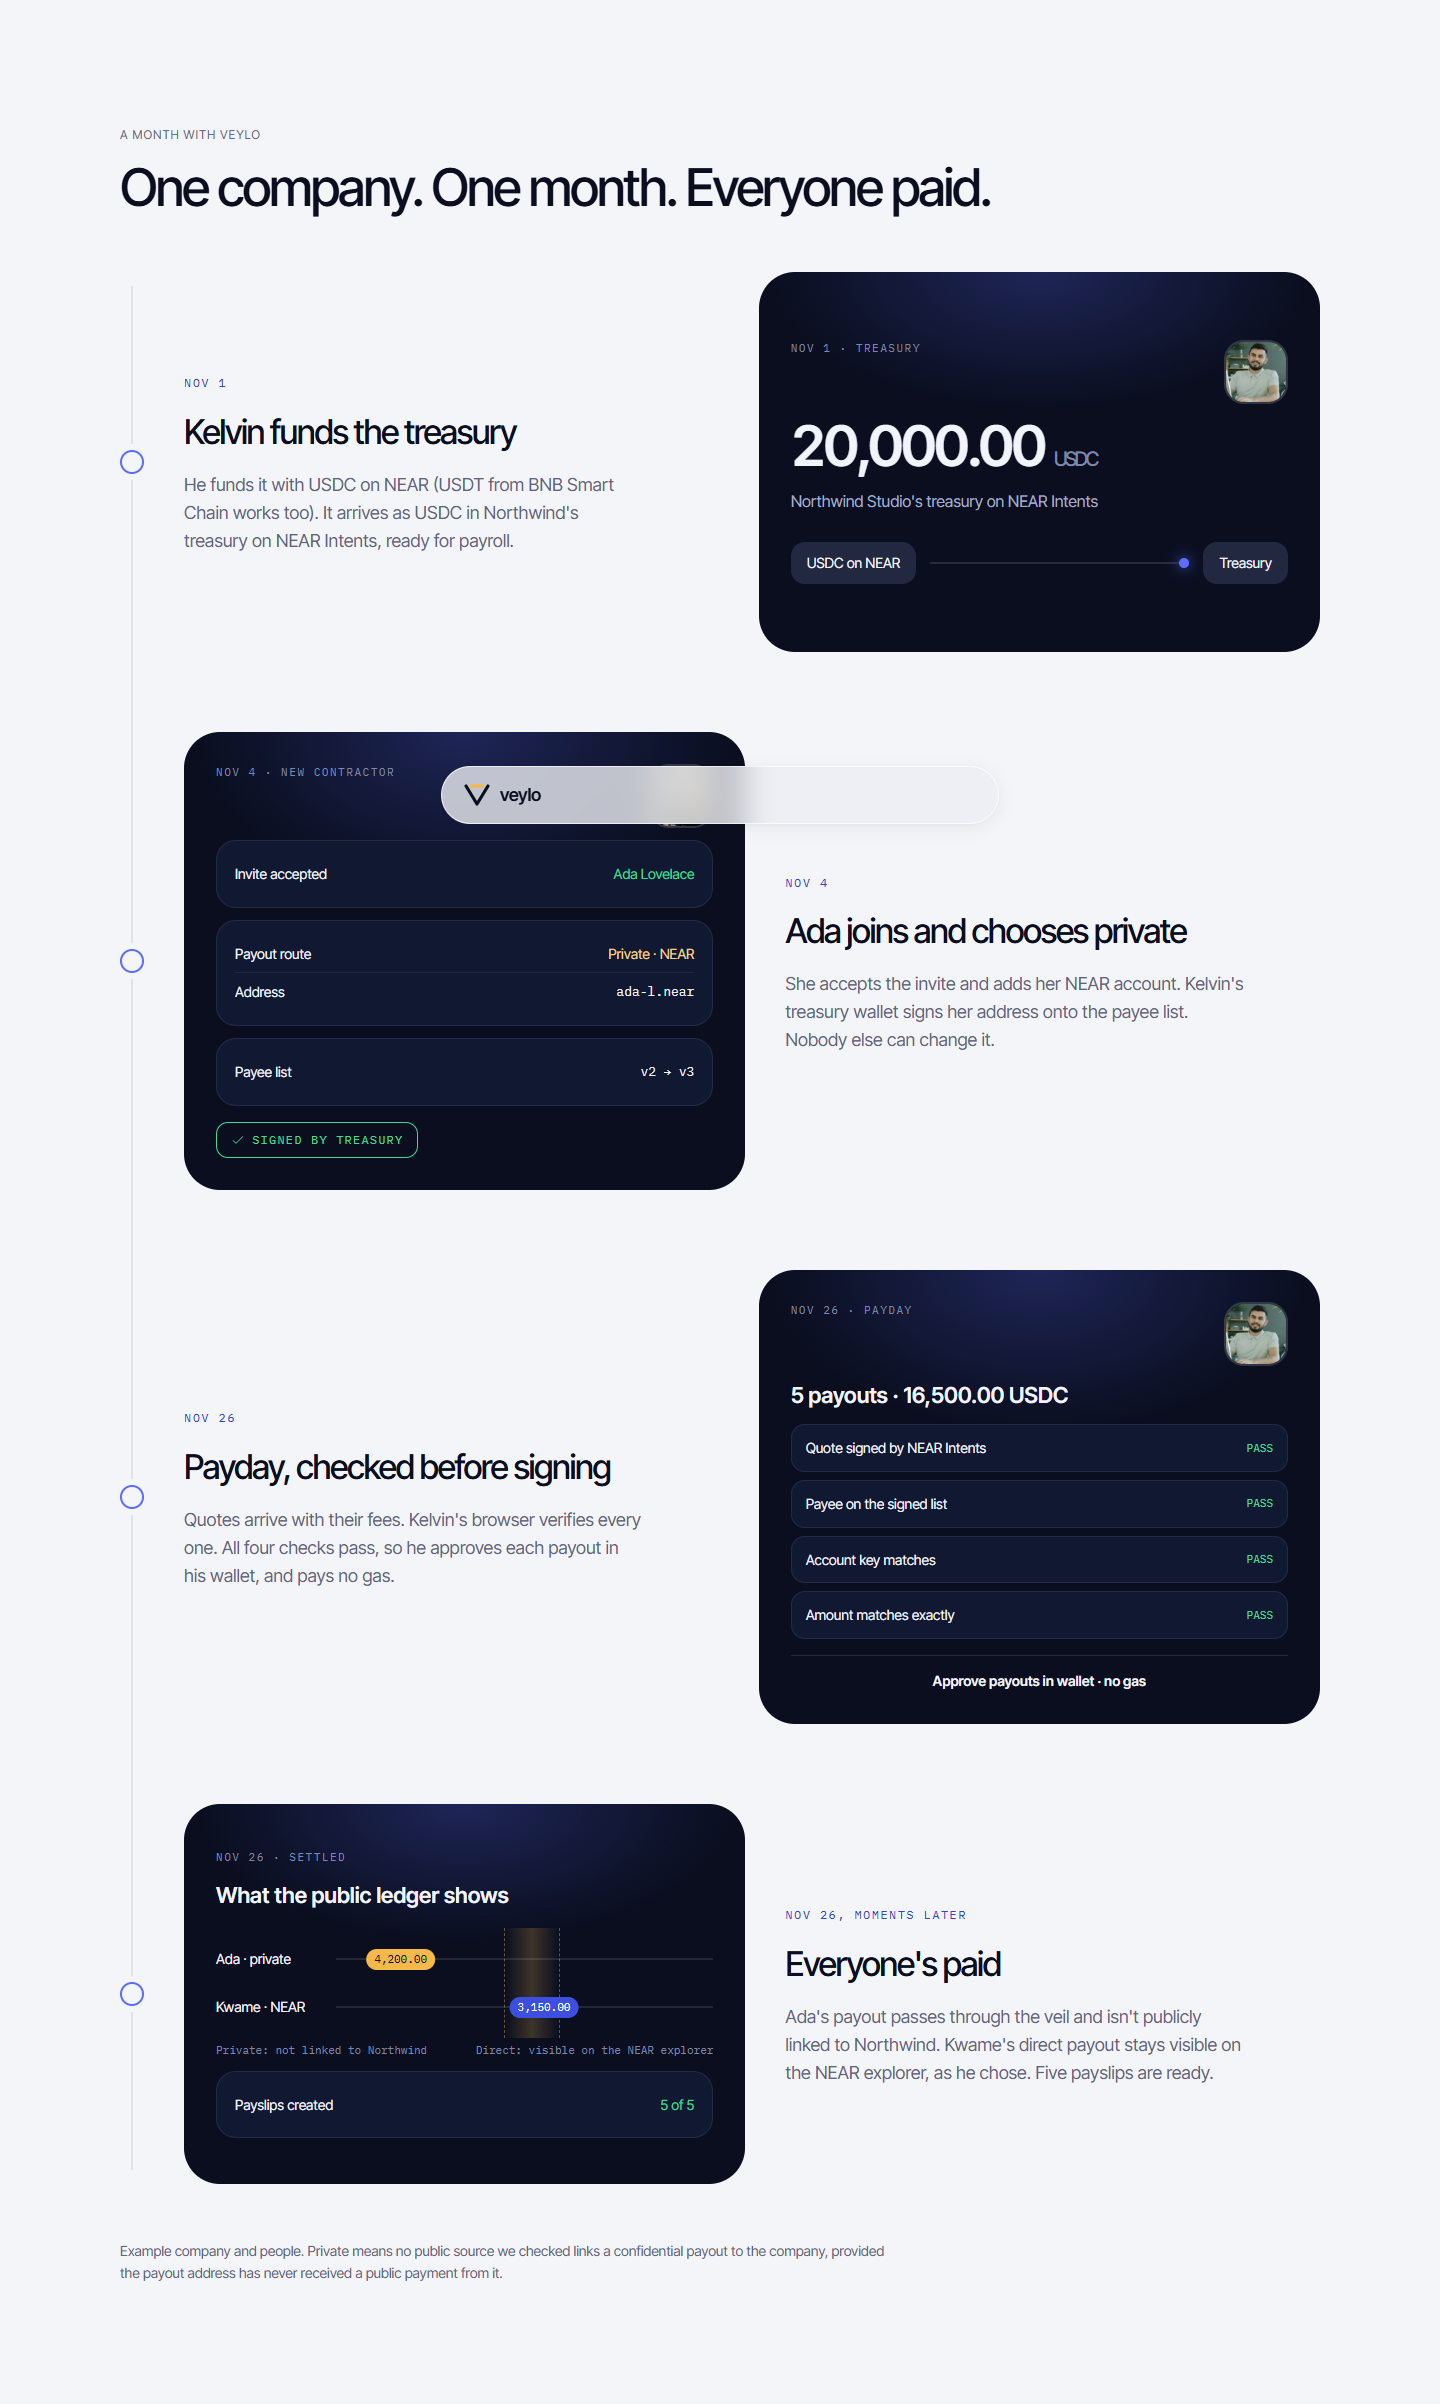 A MONTH WITH VEYLO
One company. One month. Everyone paid.
NOV 1
Kelvin funds the treasury
He funds it with USDC on NEAR (USDT from BNB Smart
Chain works too). It arrives as USDC in Northwind's
treasury on NEAR Intents, ready for payroll.
NOV 1 · TREASURY
20,000.00 USDC
Northwind Studio's treasury on NEAR Intents
USDC on NEAR
Treasury
NOV 4 · NEW CONTRACTOR
veylo
Invite accepted
Ada Lovelace
Payout route
Private · NEAR
Address
ada-l.near
Payee list
v2 → v3
✓ SIGNED BY TREASURY
NOV 4
Ada joins and chooses private
She accepts the invite and adds her NEAR account. Kelvin's
treasury wallet signs her address onto the payee list.
Nobody else can change it.
NOV 26
Payday, checked before signing
Quotes arrive with their fees. Kelvin's browser verifies every
one. All four checks pass, so he approves each payout in
his wallet, and pays no gas.
NOV 26 · PAYDAY
5 payouts · 16,500.00 USDC
Quote signed by NEAR Intents
PASS
Payee on the signed list
PASS
Account key matches
PASS
Amount matches exactly
PASS
Approve payouts in wallet · no gas
NOV 26 · SETTLED
What the public ledger shows
Ada · private
4,200.00
Kwame · NEAR
3,150.00
Private: not linked to Northwind
Direct: visible on the NEAR explorer
Payslips created
5 of 5
NOV 26, MOMENTS LATER
Everyone's paid
Ada's payout passes through the veil and isn't publicly
linked to Northwind. Kwame's direct payout stays visible on
the NEAR explorer, as he chose. Five payslips are ready.
Example company and people. Private means no public source we checked links a confidential payout to the company, provided
the payout address has never received a public payment from it.